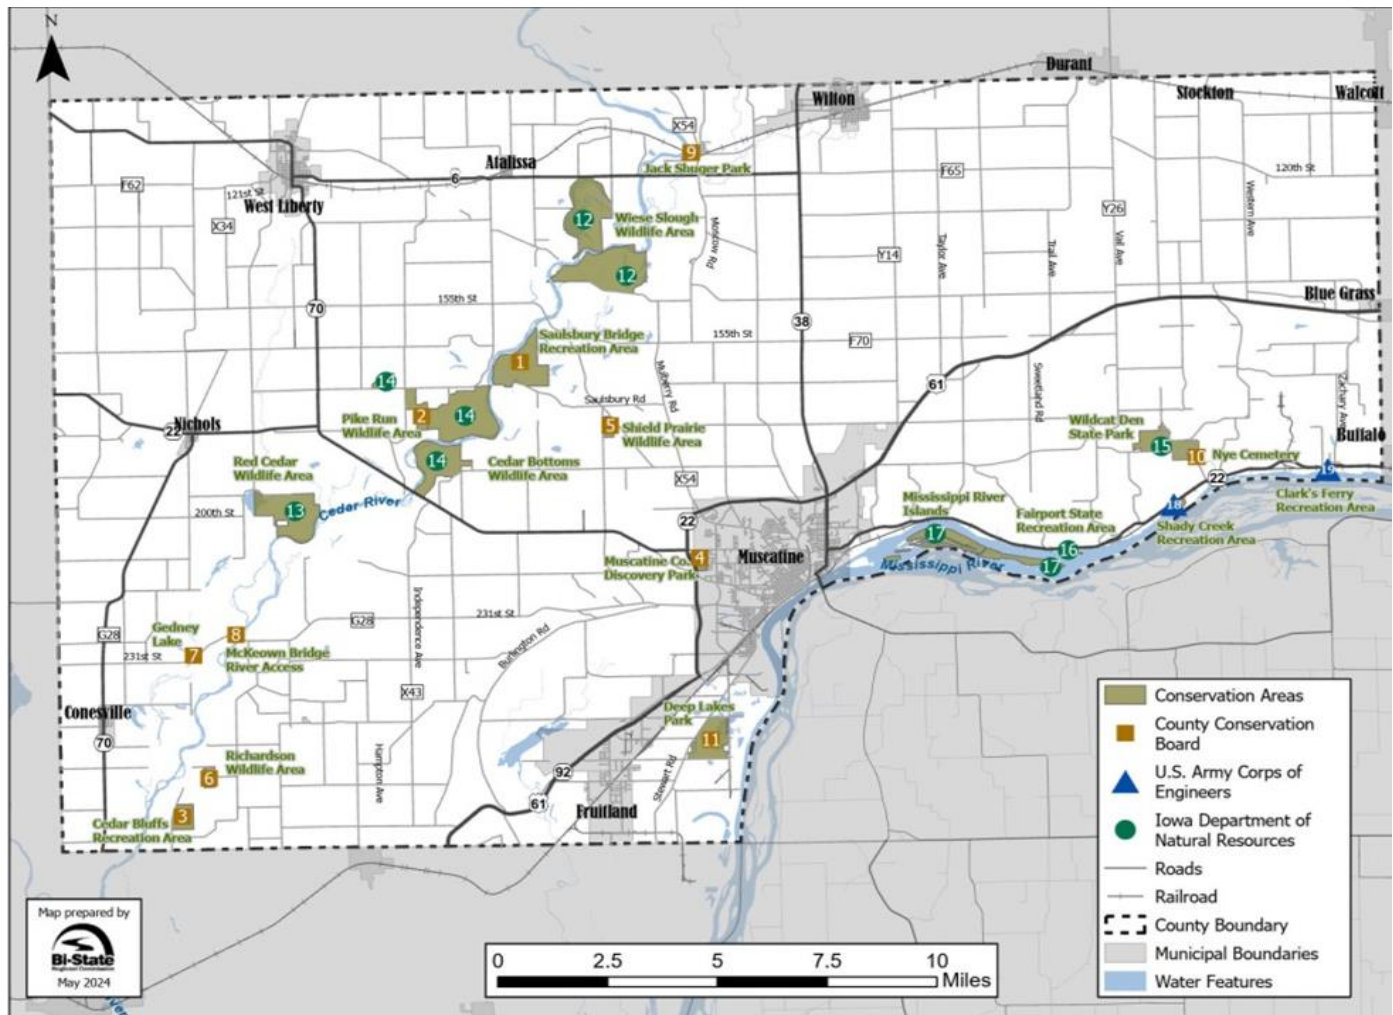 N
Durant
Wilton
Stockton
Walcott
X54
9
Atalissa
Jack Shuger Park
6
F62
121st St
West Liberty
F65
120th St
X34
12
Wiese Slough
Wildlife Area
Moscow Rd
Y26
Western Ave
Taylor Ave
Trail Ave
Vail Ave
Y14
12
155th St
70
Blue Grass
38
Saulsbury Bridge
Recreation Area
155th St
F70
1
14
61
Mulberry Rd
Sweetland Rd
Zachary Ave
Saulsbury Rd
Pike Run
Wildlife Area
2
14
5
Shield Prairie
Wildlife Area
Wildcat Den
State Park
15
10
Nye Cemetery
Buffalo
Nichols
22
14
Cedar Bottoms
Wildlife Area
Red Cedar
Wildlife Area
X54
22
19
Clark's Ferry
Recreation Area
200th St
13
Cedar River
22
Mississippi River
Islands
Fairport State
Recreation Area
18
Shady Creek
Recreation Area
17
16
17
Mississippi River
Muscatine Co.
Discovery Park
4
Muscatine
Independence Ave
231st St
G28
G28
Gedney
Lake
8
McKeown Bridge
River Access
231st St
7
Burlington Rd
X43
Conesville
70
Deep Lakes
Park
11
Richardson
Wildlife Area
6
Hampton Ave
92
Stewart Rd
61
Fruitland
3
Cedar Bluffs
Recreation Area
Conservation Areas
County Conservation
Board
U.S. Army Corps of
Engineers
Iowa Department of
Natural Resources
Roads
Railroad
County Boundary
Municipal Boundaries
Water Features
Map prepared by
Bi-State
Regional Commission
May 2024
0
2.5
5
7.5
10
Miles